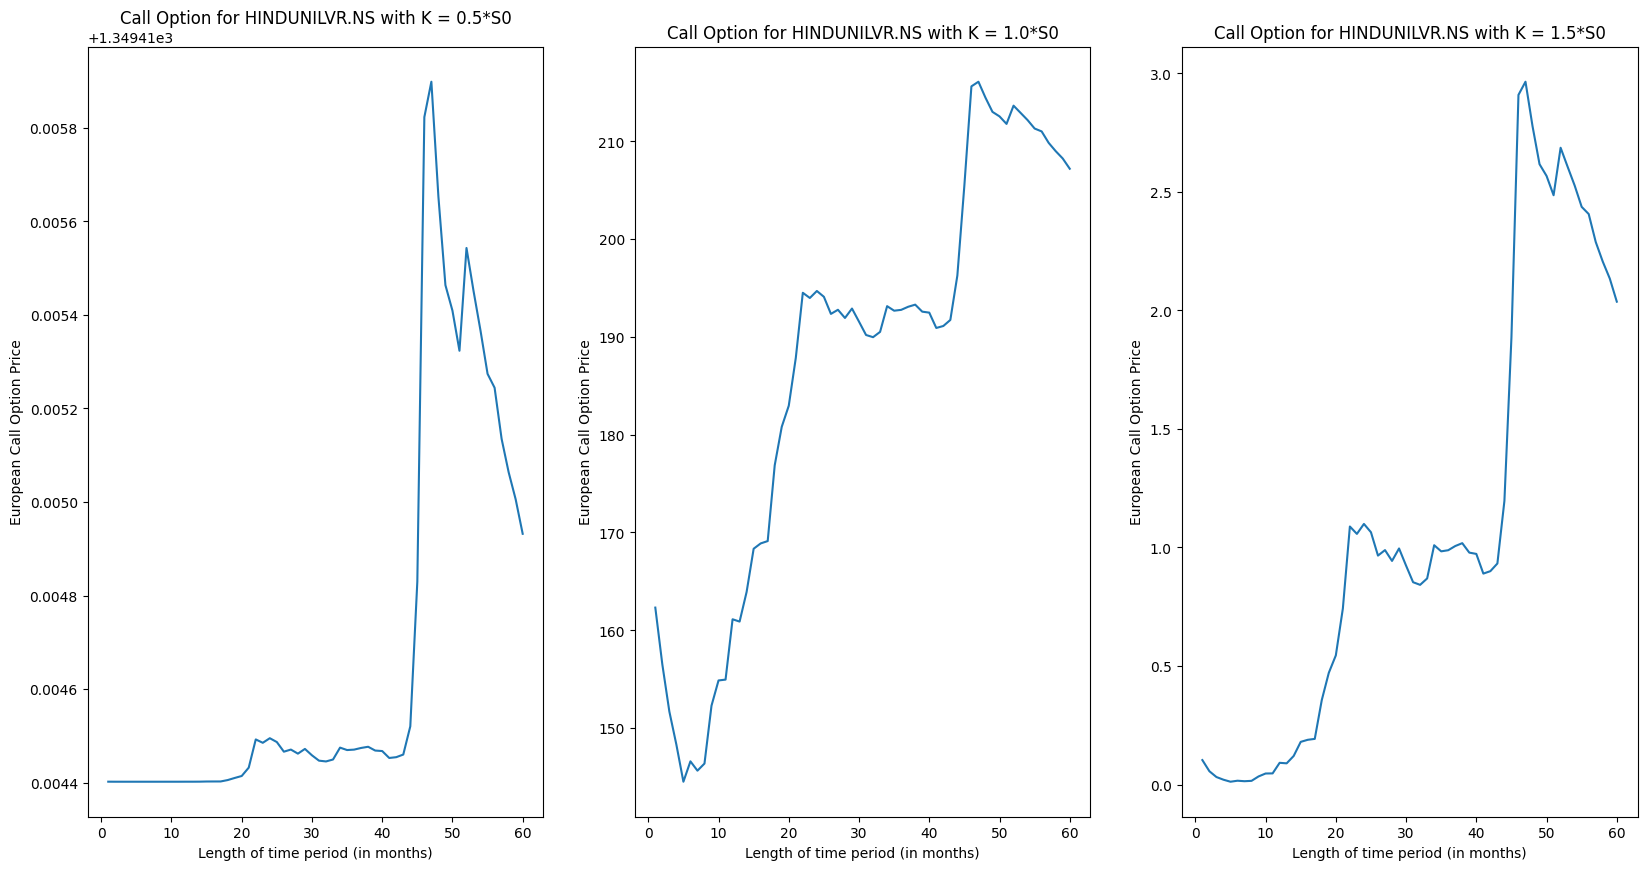 Call Option for HINDUNILVR.NS with K = 0.5*S0
+1.34941e3
0.0058
0.0056
0.0054
0.0052
0.0050
0.0048
0.0046
0.0044
European Call Option Price
0 10 20 30 40 50 60
Length of time period (in months)
Call Option for HINDUNILVR.NS with K = 1.0*S0
210
200
190
180
170
160
150
European Call Option Price
0 10 20 30 40 50 60
Length of time period (in months)
Call Option for HINDUNILVR.NS with K = 1.5*S0
3.0
2.5
2.0
1.5
1.0
0.5
0.0
European Call Option Price
0 10 20 30 40 50 60
Length of time period (in months)